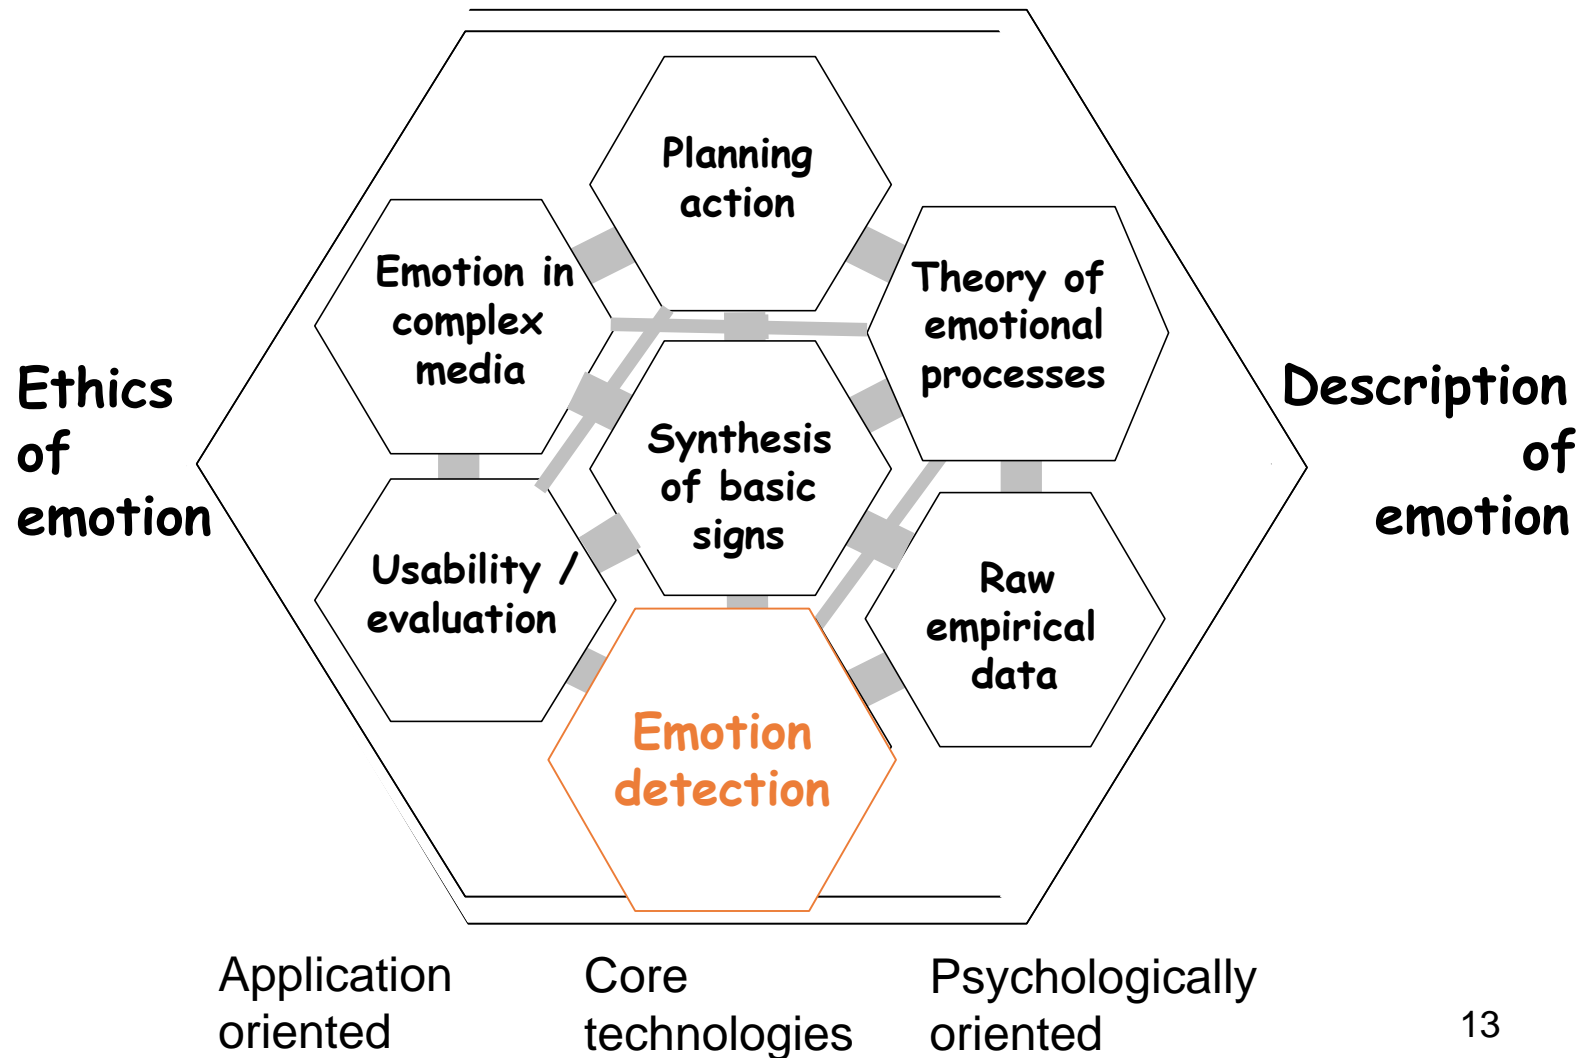 Planning
action
Emotion in
complex
media
Theory of
emotional
processes
Ethics
of
emotion
Synthesis
of basic
signs
Description
of
emotion
Usability /
evaluation
Raw
empirical
data
Emotion
detection
Application
oriented
Core
technologies
Psychologically
oriented
13